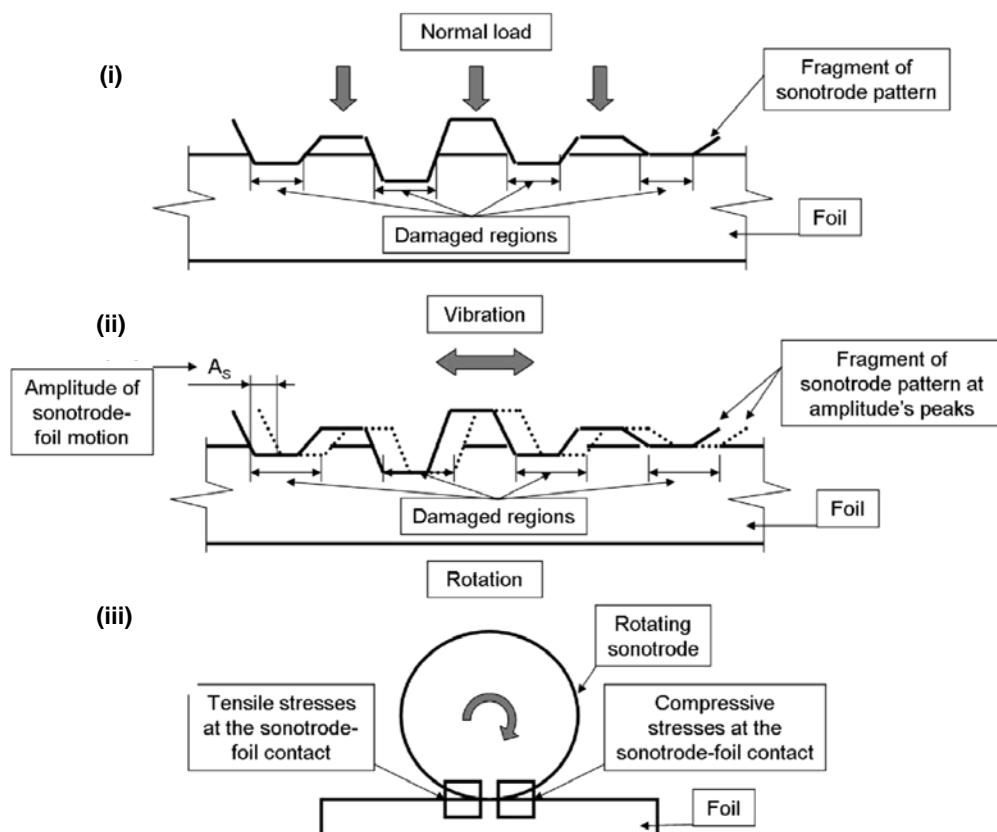 Normal load
(i)
Fragment of
sonotrode pattern
Foil
Damaged regions
(ii)
Vibration
As
Amplitude of
sonotrode-
foil motion
Fragment of
sonotrode pattern at
amplitude's peaks
Damaged regions
Foil
Rotation
(iii)
Rotating
sonotrode
Tensile stresses
at the sonotrode-
foil contact
Compressive
stresses at the
sonotrode-foil contact
Foil